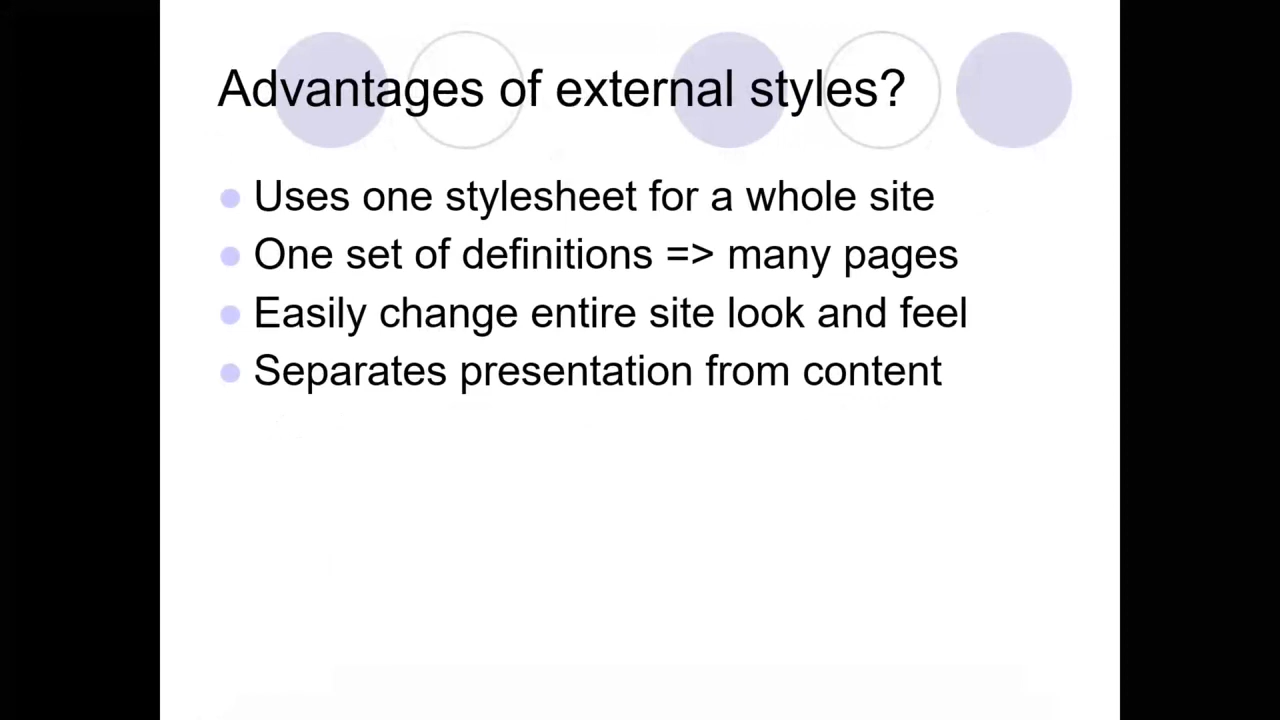 Advantages of external styles?
Uses one stylesheet for a whole site
One set of definitions => many pages
Easily change entire site look and feel
Separates presentation from content